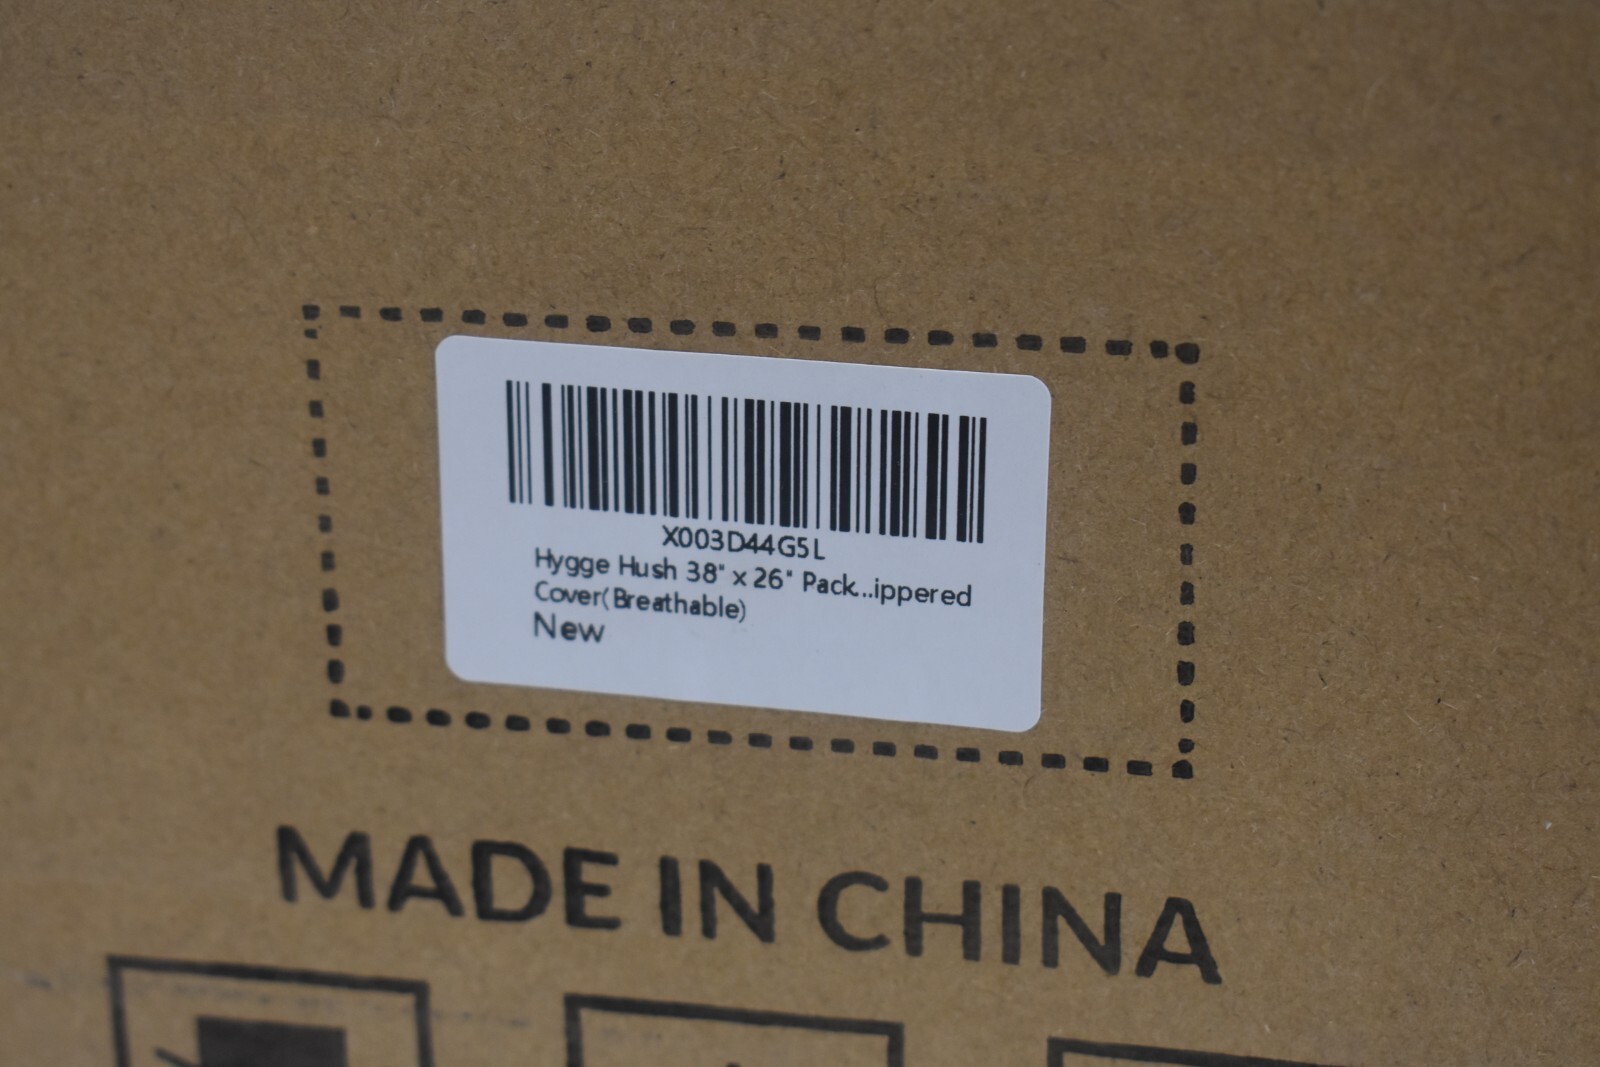 X003D44G5L
Hygge Hush 38" x 26" Pack...ippered
Cover(Breathable)
New
MADE IN CHINA